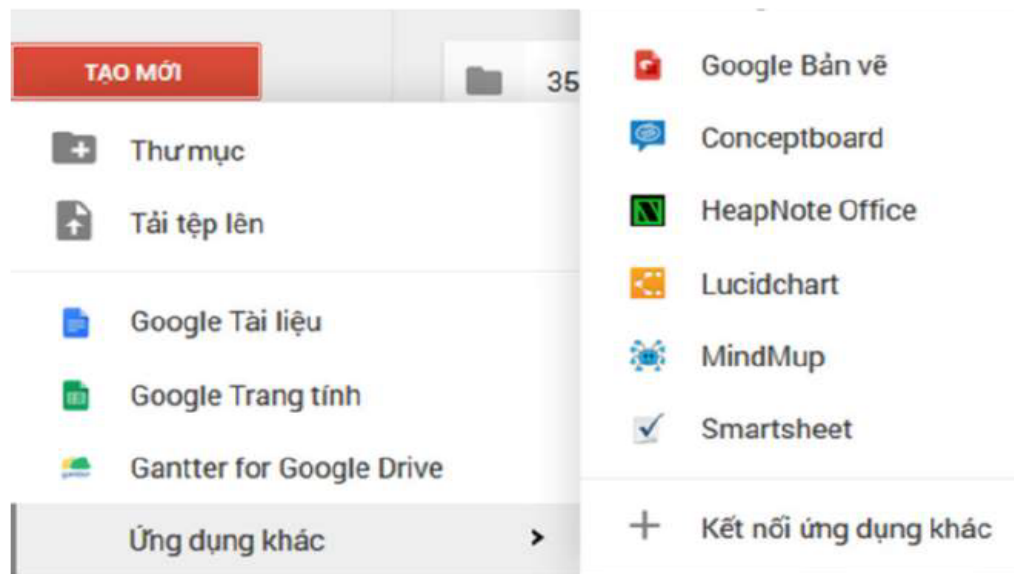 TẠO MỚI
35
Thư mục
Tải tệp lên
Google Tài liệu
Google Trang tính
Gantter for Google Drive
Ứng dụng khác
Google Bản vẽ
Conceptboard
HeapNote Office
Lucidchart
MindMup
Smartsheet
Kết nối ứng dụng khác